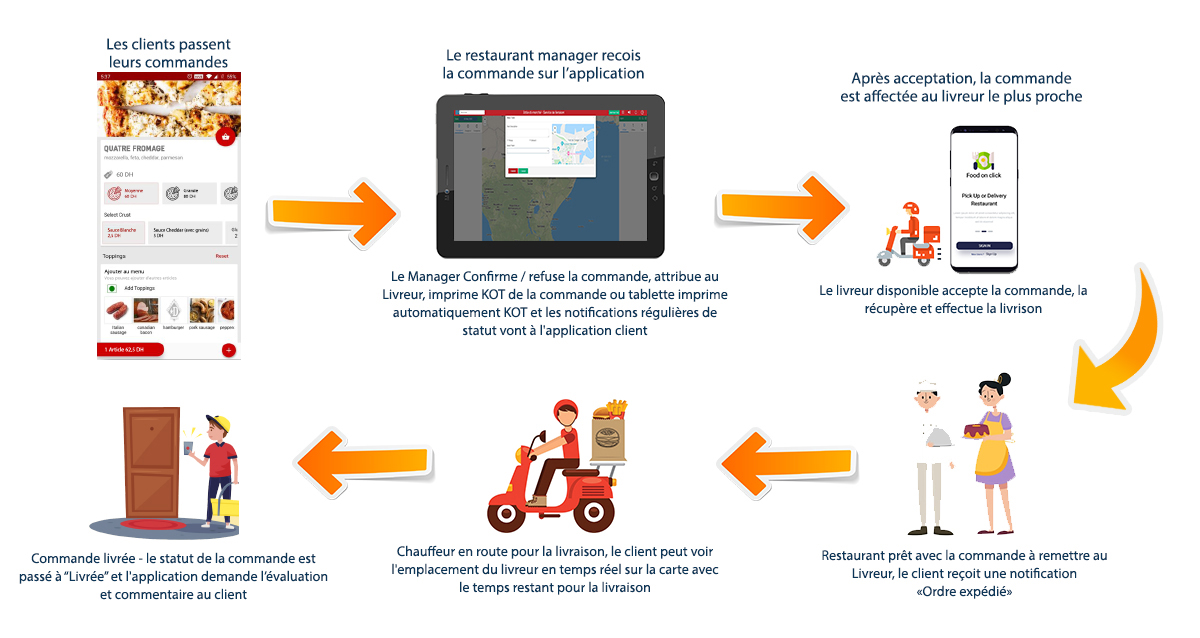 Les clients passent
leurs commandes
5:37
55%
QUATRE FROMAGE
mozzarella, feta, cheddar, parmesan
60 DH
Moyenne
60 DH
Grande
80 DH
Select Crust
Sauce Blanche
2,5 DH
Sauce Cheddar (avec grains)
3 DH
Toppings
Reset
Ajouter au menu
Add Toppings
Italian
sausage
canadian
bacon
hamburger
pork sausage
1 Article 62,5 DH
+
Le restaurant manager recois
la commande sur l’application
Le Manager Confirme / refuse la commande, attribue au
Livreur, imprime KOT de la commande ou tablette imprime
automatiquement KOT et les notifications régulières de
statut vont à l'application client
Après acceptation, la commande
est affectée au livreur le plus proche
Food on click
Pick Up or Delivery
Restaurant
SIGN IN
Sign Up
Le livreur disponible accepte la commande, la
récupère et effectue la livrison
Restaurant prêt avec la commande à remettre au
Livreur, le client reçoit une notification
«Ordre expédié»
Chauffeur en route pour la livraison, le client peut voir
l'emplacement du livreur en temps réel sur la carte avec
le temps restant pour la livraison
Commande livrée - le statut de la commande est
passé à “Livrée” et l'application demande l’évaluation
et commentaire au client